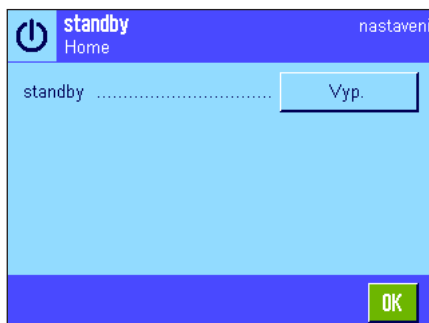 standby
nastaveni
Home
standby ................................ Vyp.
OK